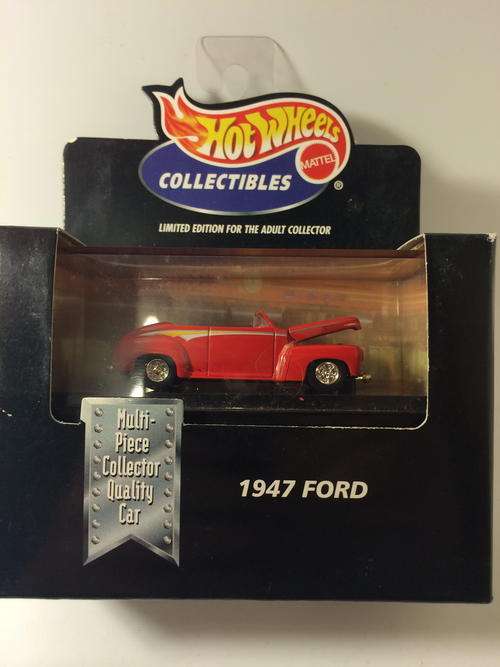 HOT WHEELS
MATTEL
®
COLLECTIBLES
LIMITED EDITION FOR THE ADULT COLLECTOR
Multi-
Piece
Collector
Quality
Car
1947 FORD